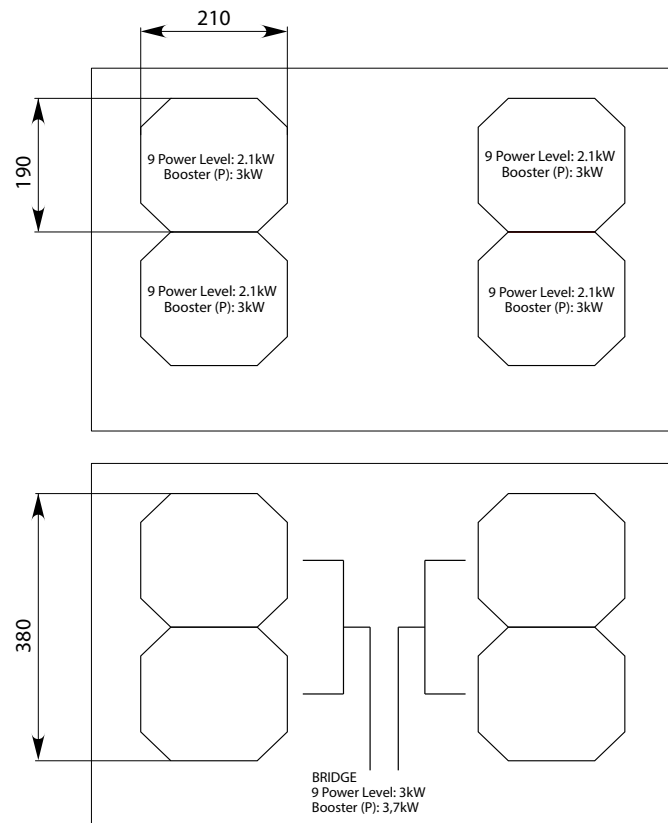 210
190
9 Power Level: 2.1kW
Booster (P): 3kW
9 Power Level: 2.1kW
Booster (P): 3kW
9 Power Level: 2.1kW
Booster (P): 3kW
9 Power Level: 2.1kW
Booster (P): 3kW
380
BRIDGE
9 Power Level: 3kW
Booster (P): 3,7kW